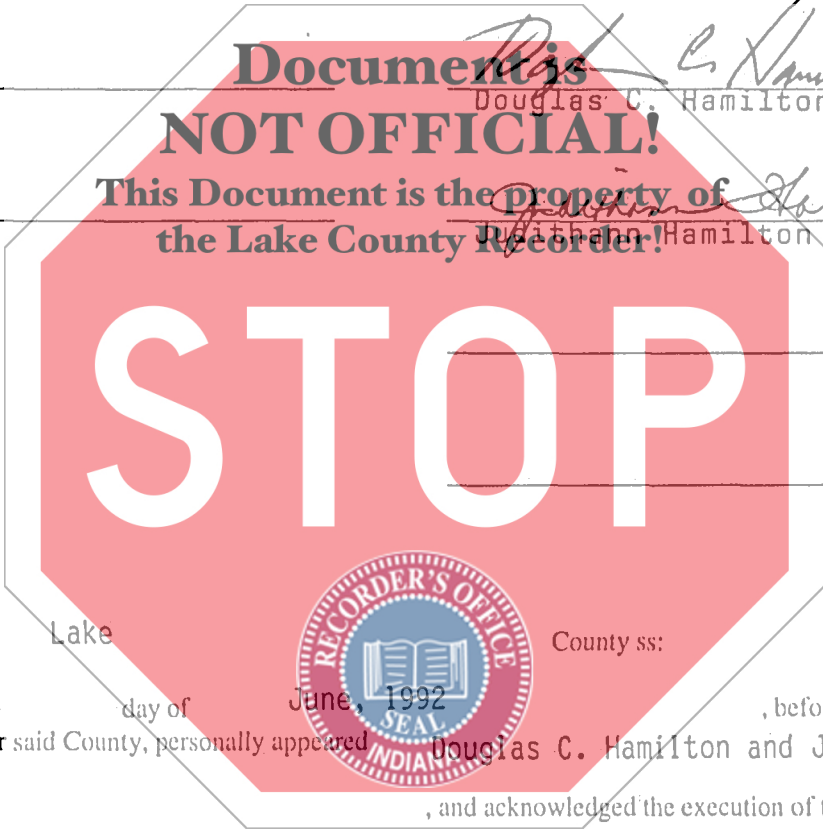 Document is
Douglas C. Hamilton
NOT OFFICIAL!
This Document is the property of
the Lake County Recorder!
Judithann Hamilton
STOP
RECORDER'S OFFICE
SEAL
INDIANA
Lake County ss:
day of June, 1992 , befo
r said County, personally appeared Douglas C. Hamilton and J
, and acknowledged the execution of t